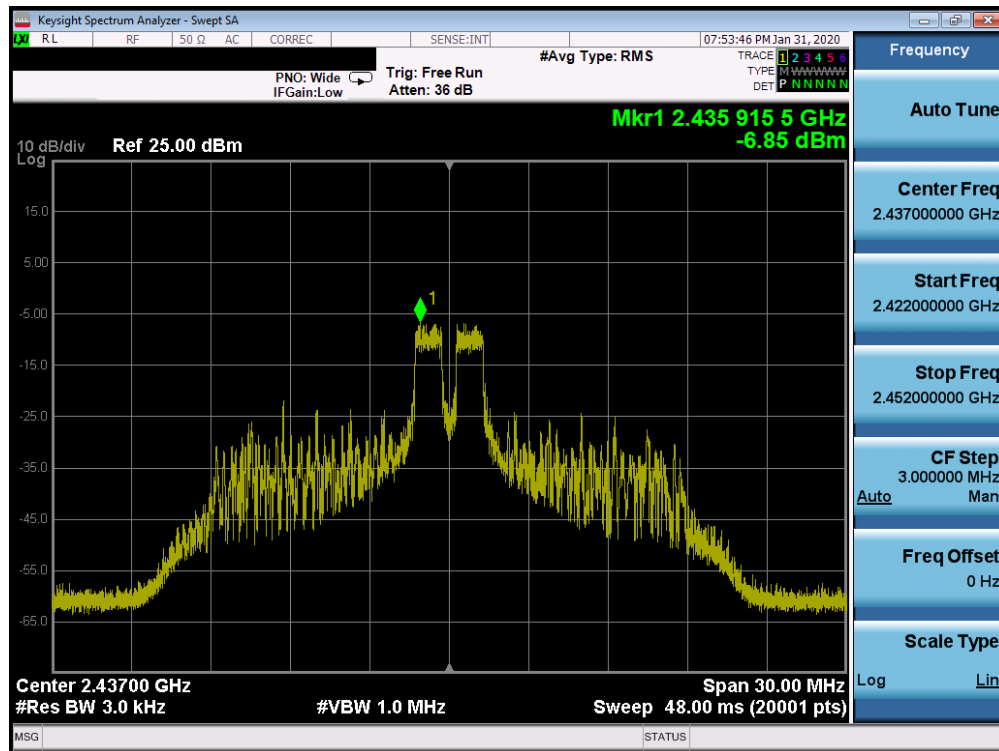 LXI Keysight Spectrum Analyzer - Swept SA
LXI RL RF 50 Ω AC CORREC SENSE:INT 07:53:46 PM Jan 31, 2020
#Avg Type: RMS
TRACE 1 2 3 4 5 6
TYPE M WWWWW
DET P N N N N N
PNO: Wide
IFGain:Low
Trig: Free Run
Atten: 36 dB
Mkr1 2.435 915 5 GHz
-6.85 dBm
10 dB/div
Log
Ref 25.00 dBm
15.0
5.00
-5.00
-15.0
-25.0
-35.0
-45.0
-55.0
-65.0
1
Center 2.43700 GHz
Span 30.00 MHz
#Res BW 3.0 kHz
#VBW 1.0 MHz
Sweep 48.00 ms (20001 pts)
MSG
STATUS
Frequency
Auto Tune
Center Freq
2.437000000 GHz
Start Freq
2.422000000 GHz
Stop Freq
2.452000000 GHz
CF Step
3.000000 MHz
Auto Man
Freq Offset
0 Hz
Scale Type
Log Lin